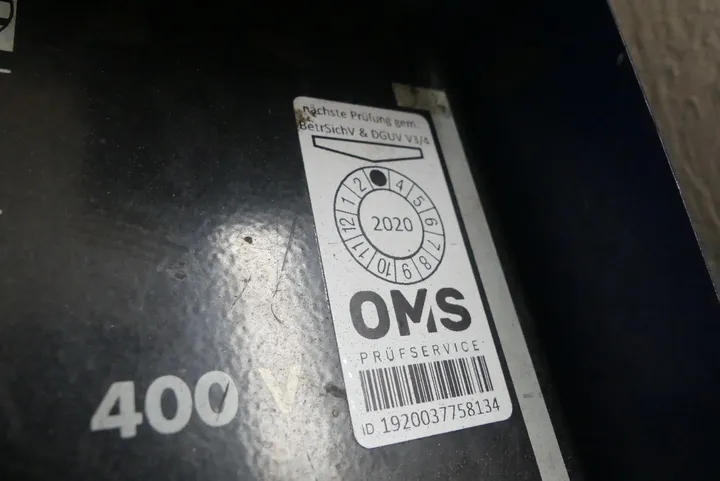 nächste Prüfung gem.
BetrSichV & DGUV V3/4
1 2 4 5 6 7 8 9 10 11 12
2020
OMS
PRÜFSERVICE
ID 1920037758134
400 V